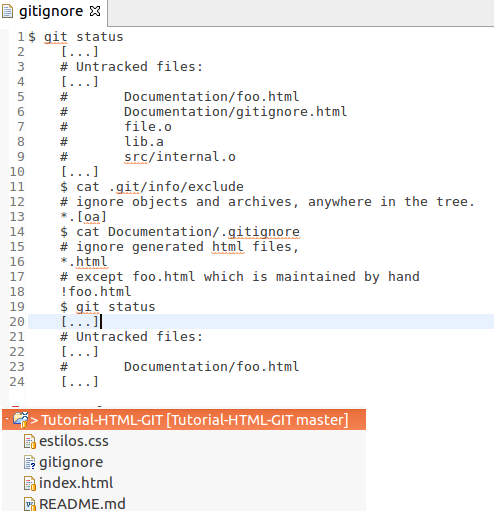 gitignore
1 $ git status
2 [...]
3 # Untracked files:
4 [...]
5 # Documentation/foo.html
6 # Documentation/gitignore.html
7 # file.o
8 # lib.a
9 # src/internal.o
10 [...]
11 $ cat .git/info/exclude
12 # ignore objects and archives, anywhere in the tree.
13 *.[oa]
14 $ cat Documentation/.gitignore
15 # ignore generated html files,
16 *.html
17 # except foo.html which is maintained by hand
18 !foo.html
19 $ git status
20 [...]
21 # Untracked files:
22 [...]
23 # Documentation/foo.html
24 [...]
> Tutorial-HTML-GIT [Tutorial-HTML-GIT master]
estilos.css
gitignore
index.html
README.md